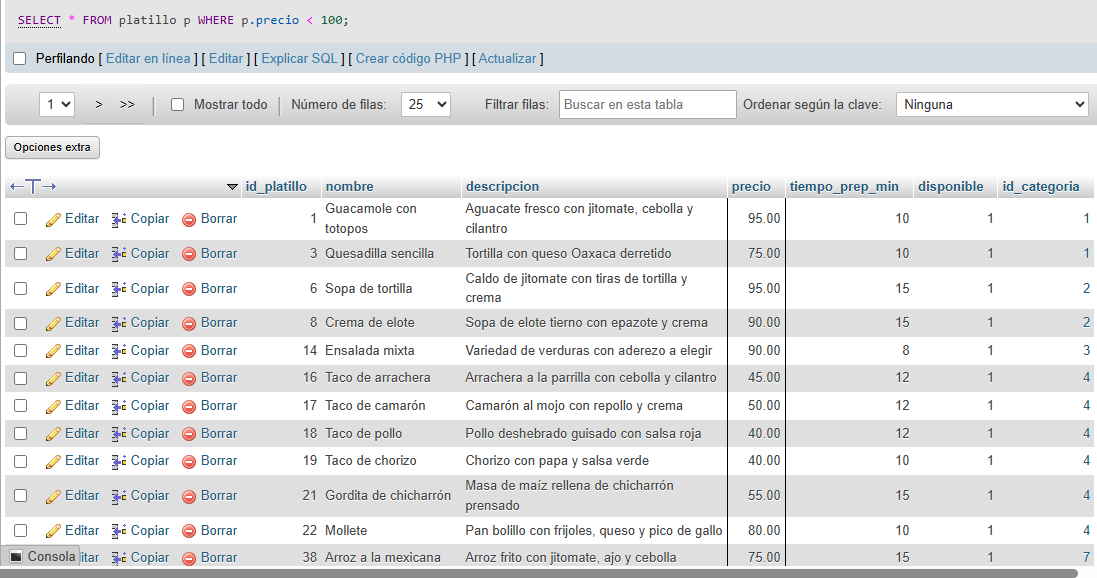 SELECT * FROM platillo p WHERE p.precio < 100;
Perfilando [ Editar en línea ] [ Editar ] [ Explicar SQL ] [ Crear código PHP ] [ Actualizar ]
1 > >> | Mostrar todo | Número de filas: 25 Filtrar filas: Buscar en esta tabla Ordenar según la clave: Ninguna
Opciones extra
←T→ id_platillo nombre descripcion precio tiempo_prep_min disponible id_categoria
Editar Copiar Borrar 1 Guacamole con totopos Aguacate fresco con jitomate, cebolla y cilantro 95.00 10 1 1
Editar Copiar Borrar 3 Quesadilla sencilla Tortilla con queso Oaxaca derretido 75.00 10 1 1
Editar Copiar Borrar 6 Sopa de tortilla Caldo de jitomate con tiras de tortilla y crema 95.00 15 1 2
Editar Copiar Borrar 8 Crema de elote Sopa de elote tierno con epazote y crema 90.00 15 1 2
Editar Copiar Borrar 14 Ensalada mixta Variedad de verduras con aderezo a elegir 90.00 8 1 3
Editar Copiar Borrar 16 Taco de arrachera Arrachera a la parrilla con cebolla y cilantro 45.00 12 1 4
Editar Copiar Borrar 17 Taco de camarón Camarón al mojo con repollo y crema 50.00 12 1 4
Editar Copiar Borrar 18 Taco de pollo Pollo deshebrado guisado con salsa roja 40.00 12 1 4
Editar Copiar Borrar 19 Taco de chorizo Chorizo con papa y salsa verde 40.00 10 1 4
Editar Copiar Borrar 21 Gordita de chicharrón Masa de maíz rellena de chicharrón prensado 55.00 15 1 4
Editar Copiar Borrar 22 Mollete Pan bolillo con frijoles, queso y pico de gallo 80.00 10 1 4
Consola itar Copiar Borrar 38 Arroz a la mexicana Arroz frito con jitomate, ajo y cebolla 75.00 15 1 7